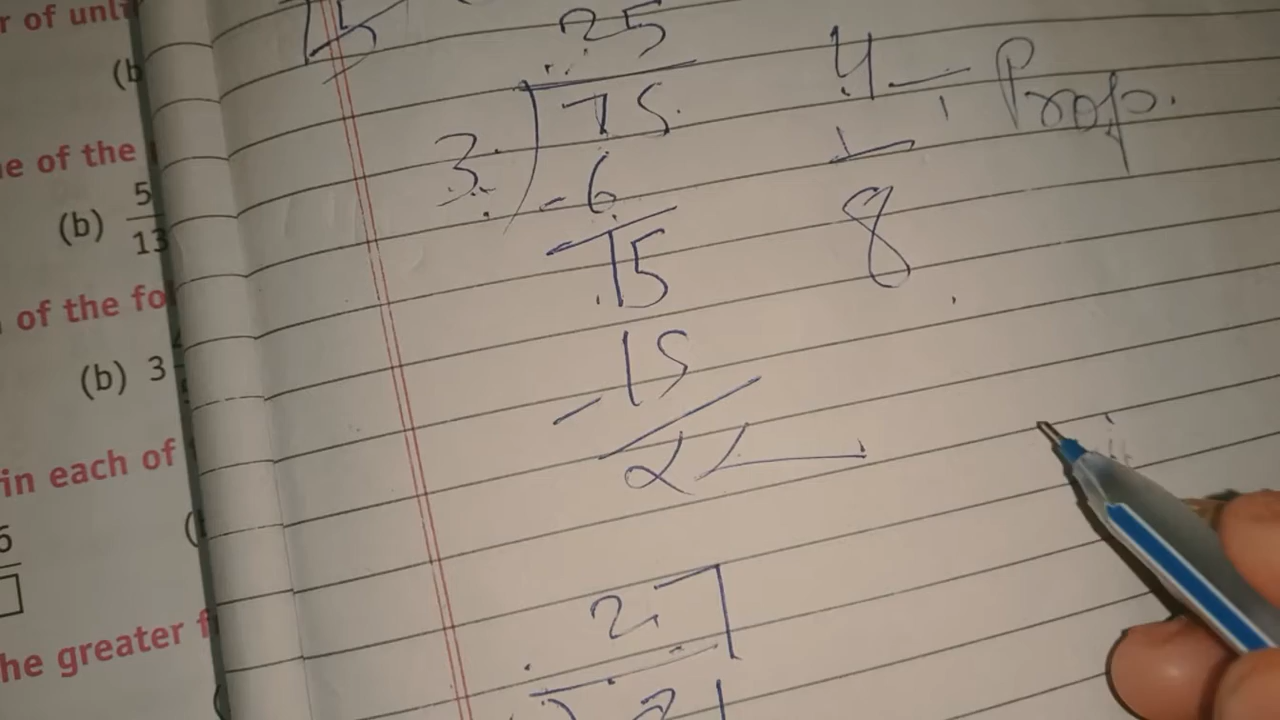 r of unli
(b
e of the
(b) 5/13
of the fo
(b) 3
in each of
6
he greater f
15
25
3) 75
- 6
15
- 15
27
4 — Prop.
8